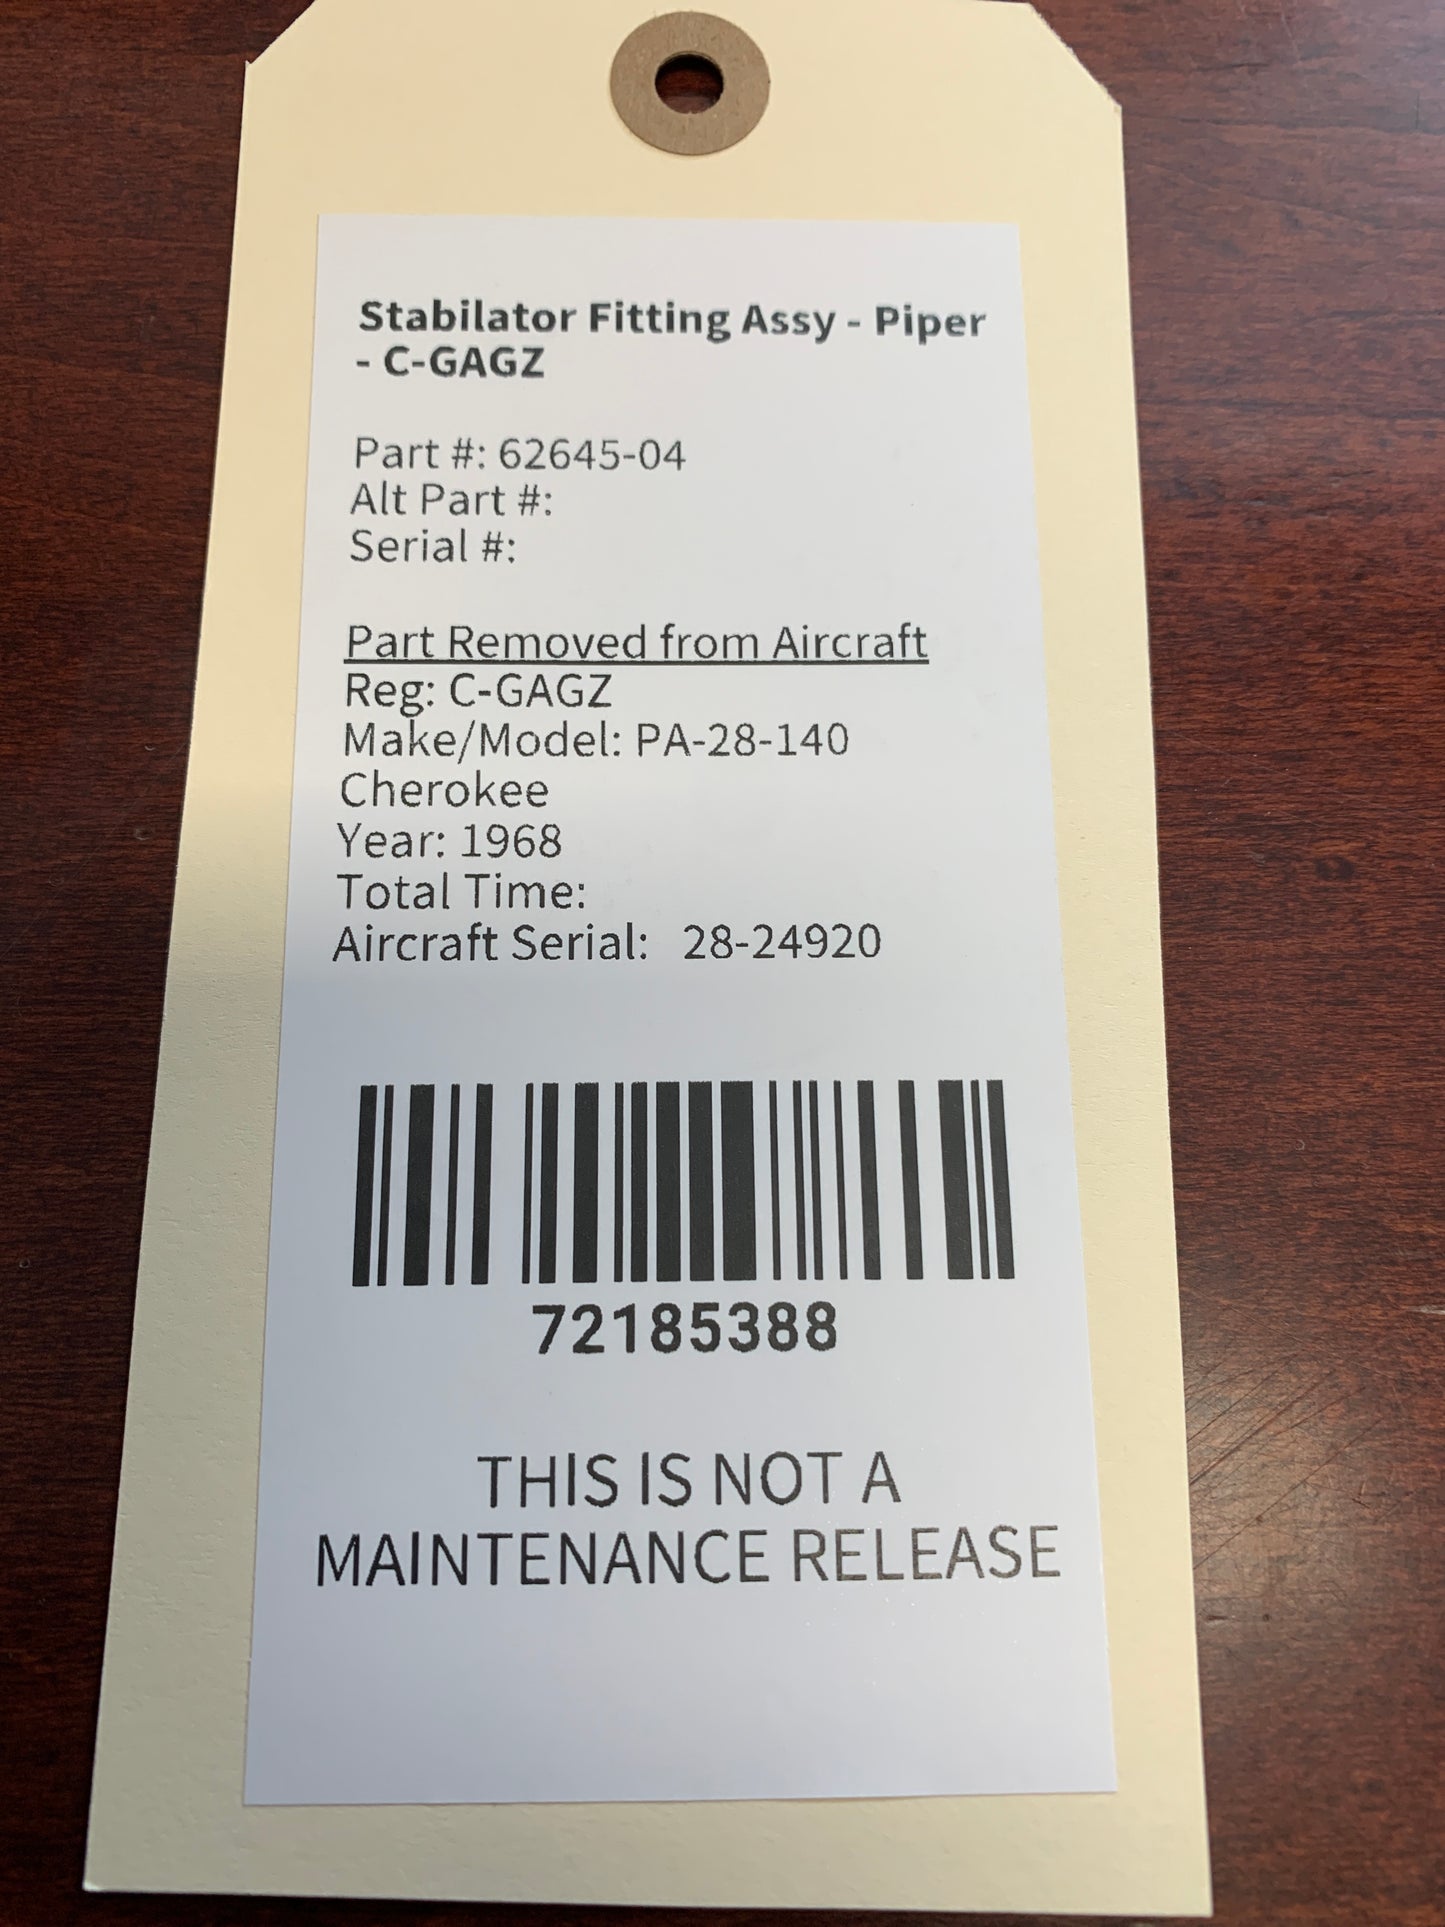 Stabilator Fitting Assy - Piper
- C-GAGZ
Part #: 62645-04
Alt Part #:
Serial #:
Part Removed from Aircraft
Reg: C-GAGZ
Make/Model: PA-28-140
Cherokee
Year: 1968
Total Time:
Aircraft Serial: 28-24920
72185388
THIS IS NOT A
MAINTENANCE RELEASE